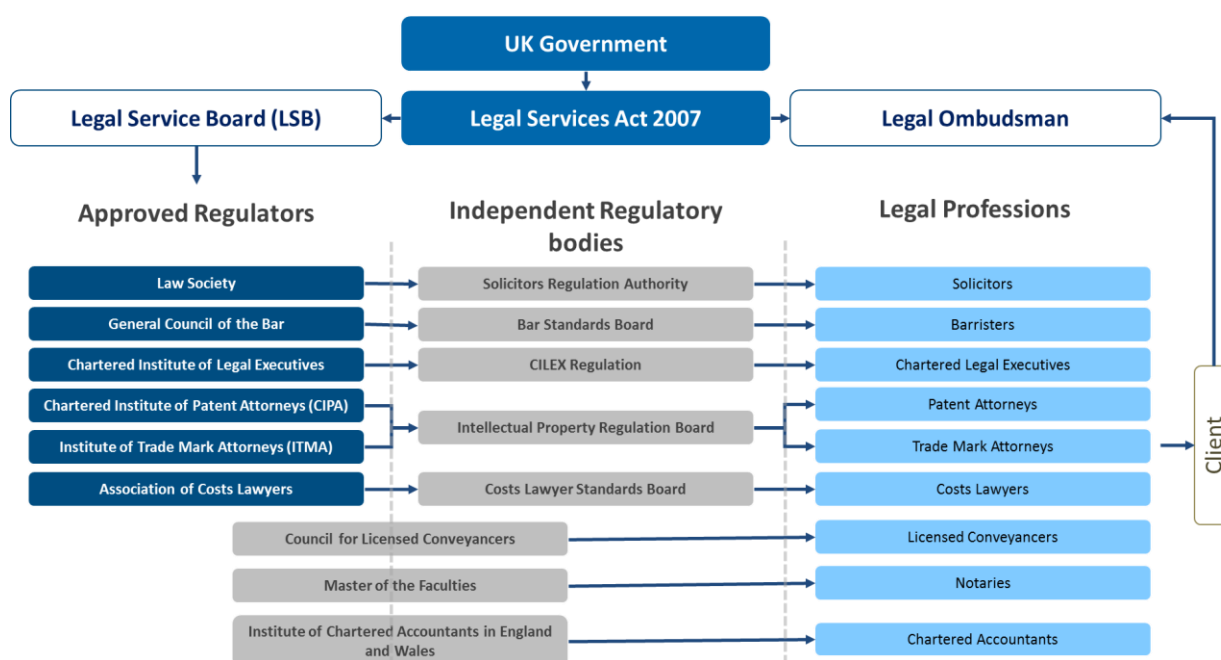 UK Government
Legal Service Board (LSB)
Legal Services Act 2007
Legal Ombudsman
Approved Regulators
Independent Regulatory
bodies
Legal Professions
Law Society
Solicitors Regulation Authority
Solicitors
General Council of the Bar
Bar Standards Board
Barristers
Chartered Institute of Legal Executives
CILEX Regulation
Chartered Legal Executives
Chartered Institute of Patent Attorneys (CIPA)
Patent Attorneys
Intellectual Property Regulation Board
Institute of Trade Mark Attorneys (ITMA)
Trade Mark Attorneys
Client
Association of Costs Lawyers
Costs Lawyer Standards Board
Costs Lawyers
Council for Licensed Conveyancers
Licensed Conveyancers
Master of the Faculties
Notaries
Institute of Chartered Accountants in England
and Wales
Chartered Accountants